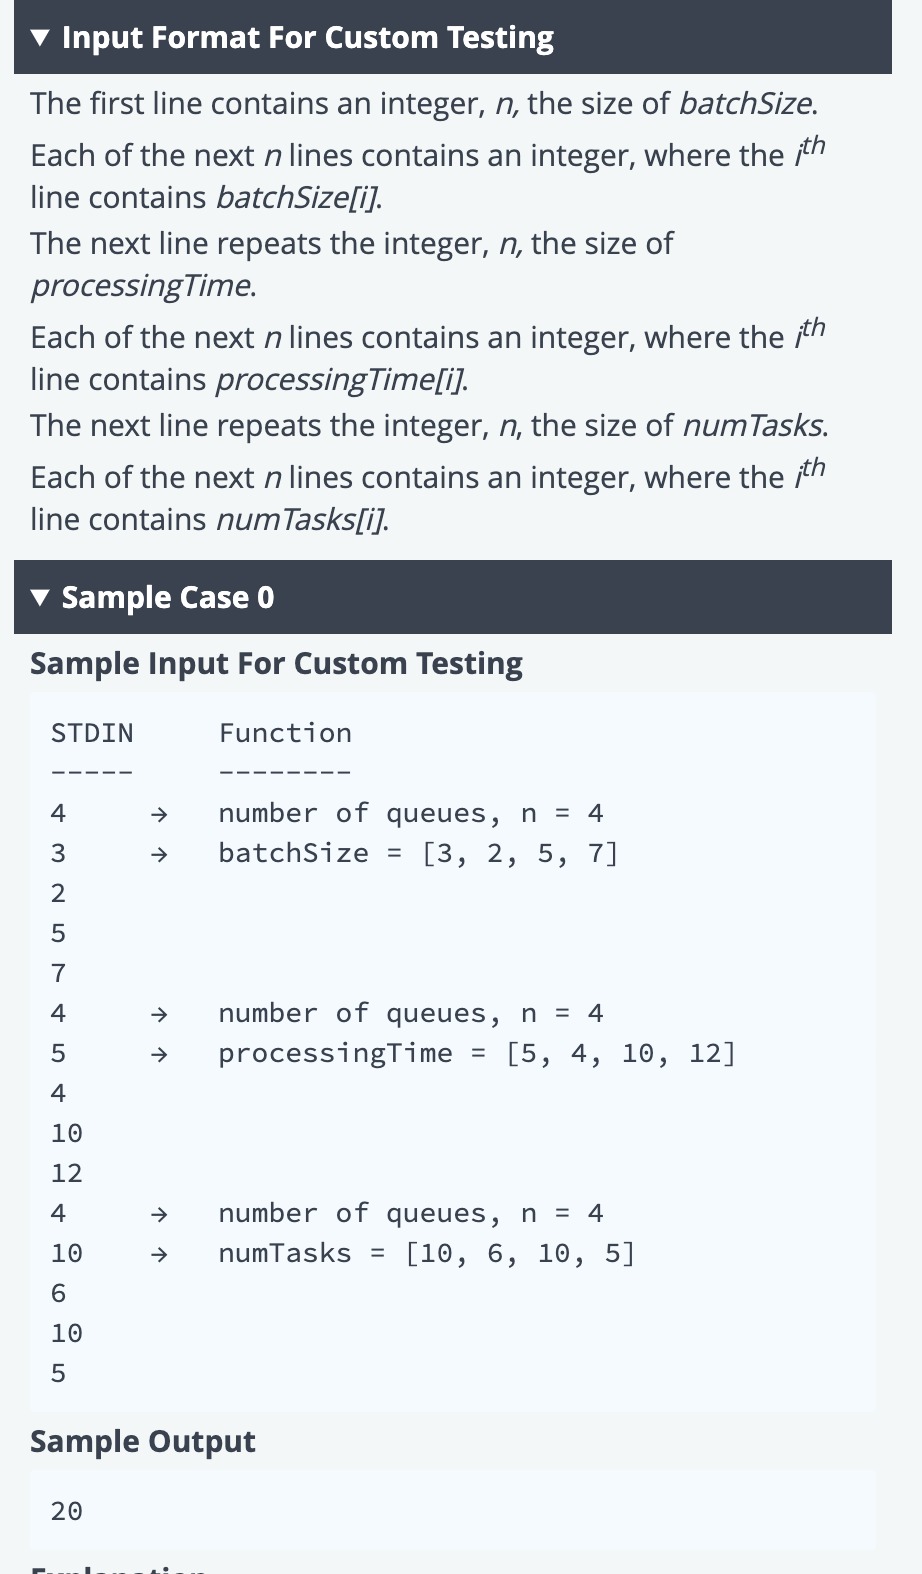 ▼ Input Format For Custom Testing
The first line contains an integer, n, the size of batchSize.
Each of the next n lines contains an integer, where the ith
line contains batchSize[i].
The next line repeats the integer, n, the size of
processingTime.
Each of the next n lines contains an integer, where the ith
line contains processingTime[i].
The next line repeats the integer, n, the size of numTasks.
Each of the next n lines contains an integer, where the ith
line contains numTasks[i].
▼ Sample Case 0
Sample Input For Custom Testing
STDIN Function
----- --------
4 → number of queues, n = 4
3 → batchSize = [3, 2, 5, 7]
2
5
7
4 → number of queues, n = 4
5 → processingTime = [5, 4, 10, 12]
4
10
12
4 → number of queues, n = 4
10 → numTasks = [10, 6, 10, 5]
6
10
5
Sample Output
20
Explanation